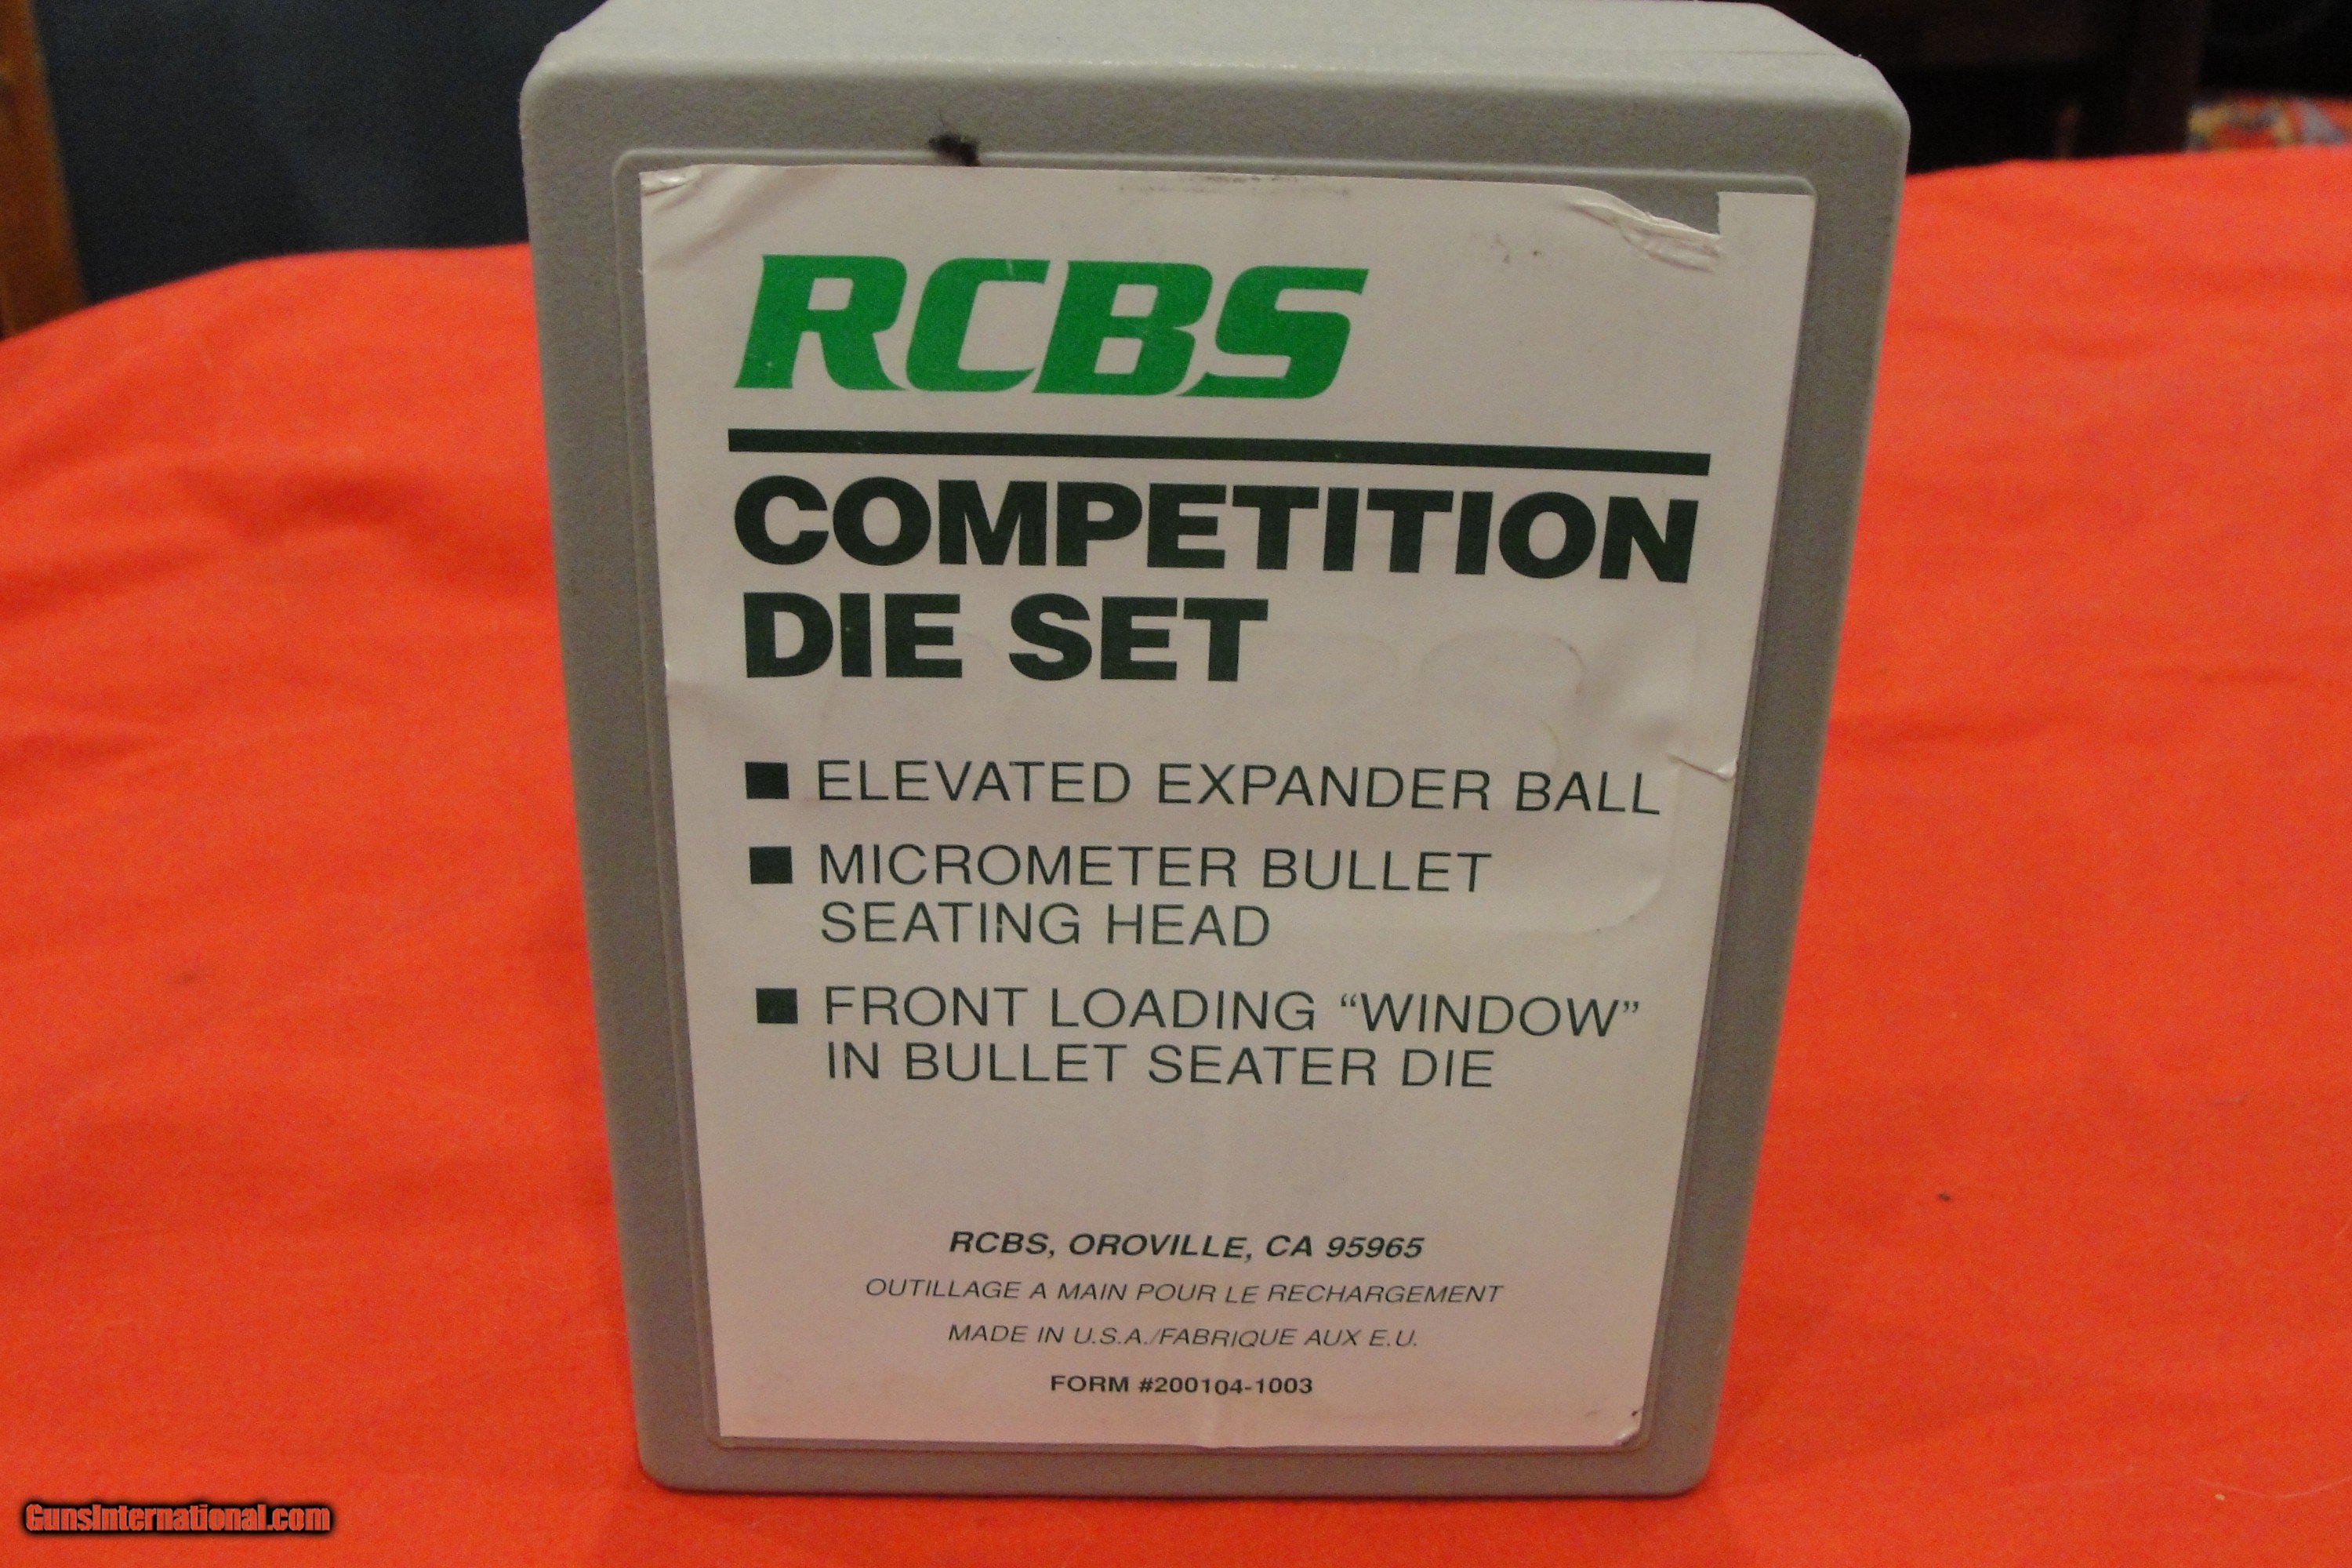 RCBS
COMPETITION
DIE SET
■ ELEVATED EXPANDER BALL
■ MICROMETER BULLET
SEATING HEAD
■ FRONT LOADING “WINDOW”
IN BULLET SEATER DIE
RCBS, OROVILLE, CA 95965
OUTILLAGE A MAIN POUR LE RECHARGEMENT
MADE IN U.S.A./FABRIQUE AUX E.U.
FORM #200104-1003
GunsInternational.com